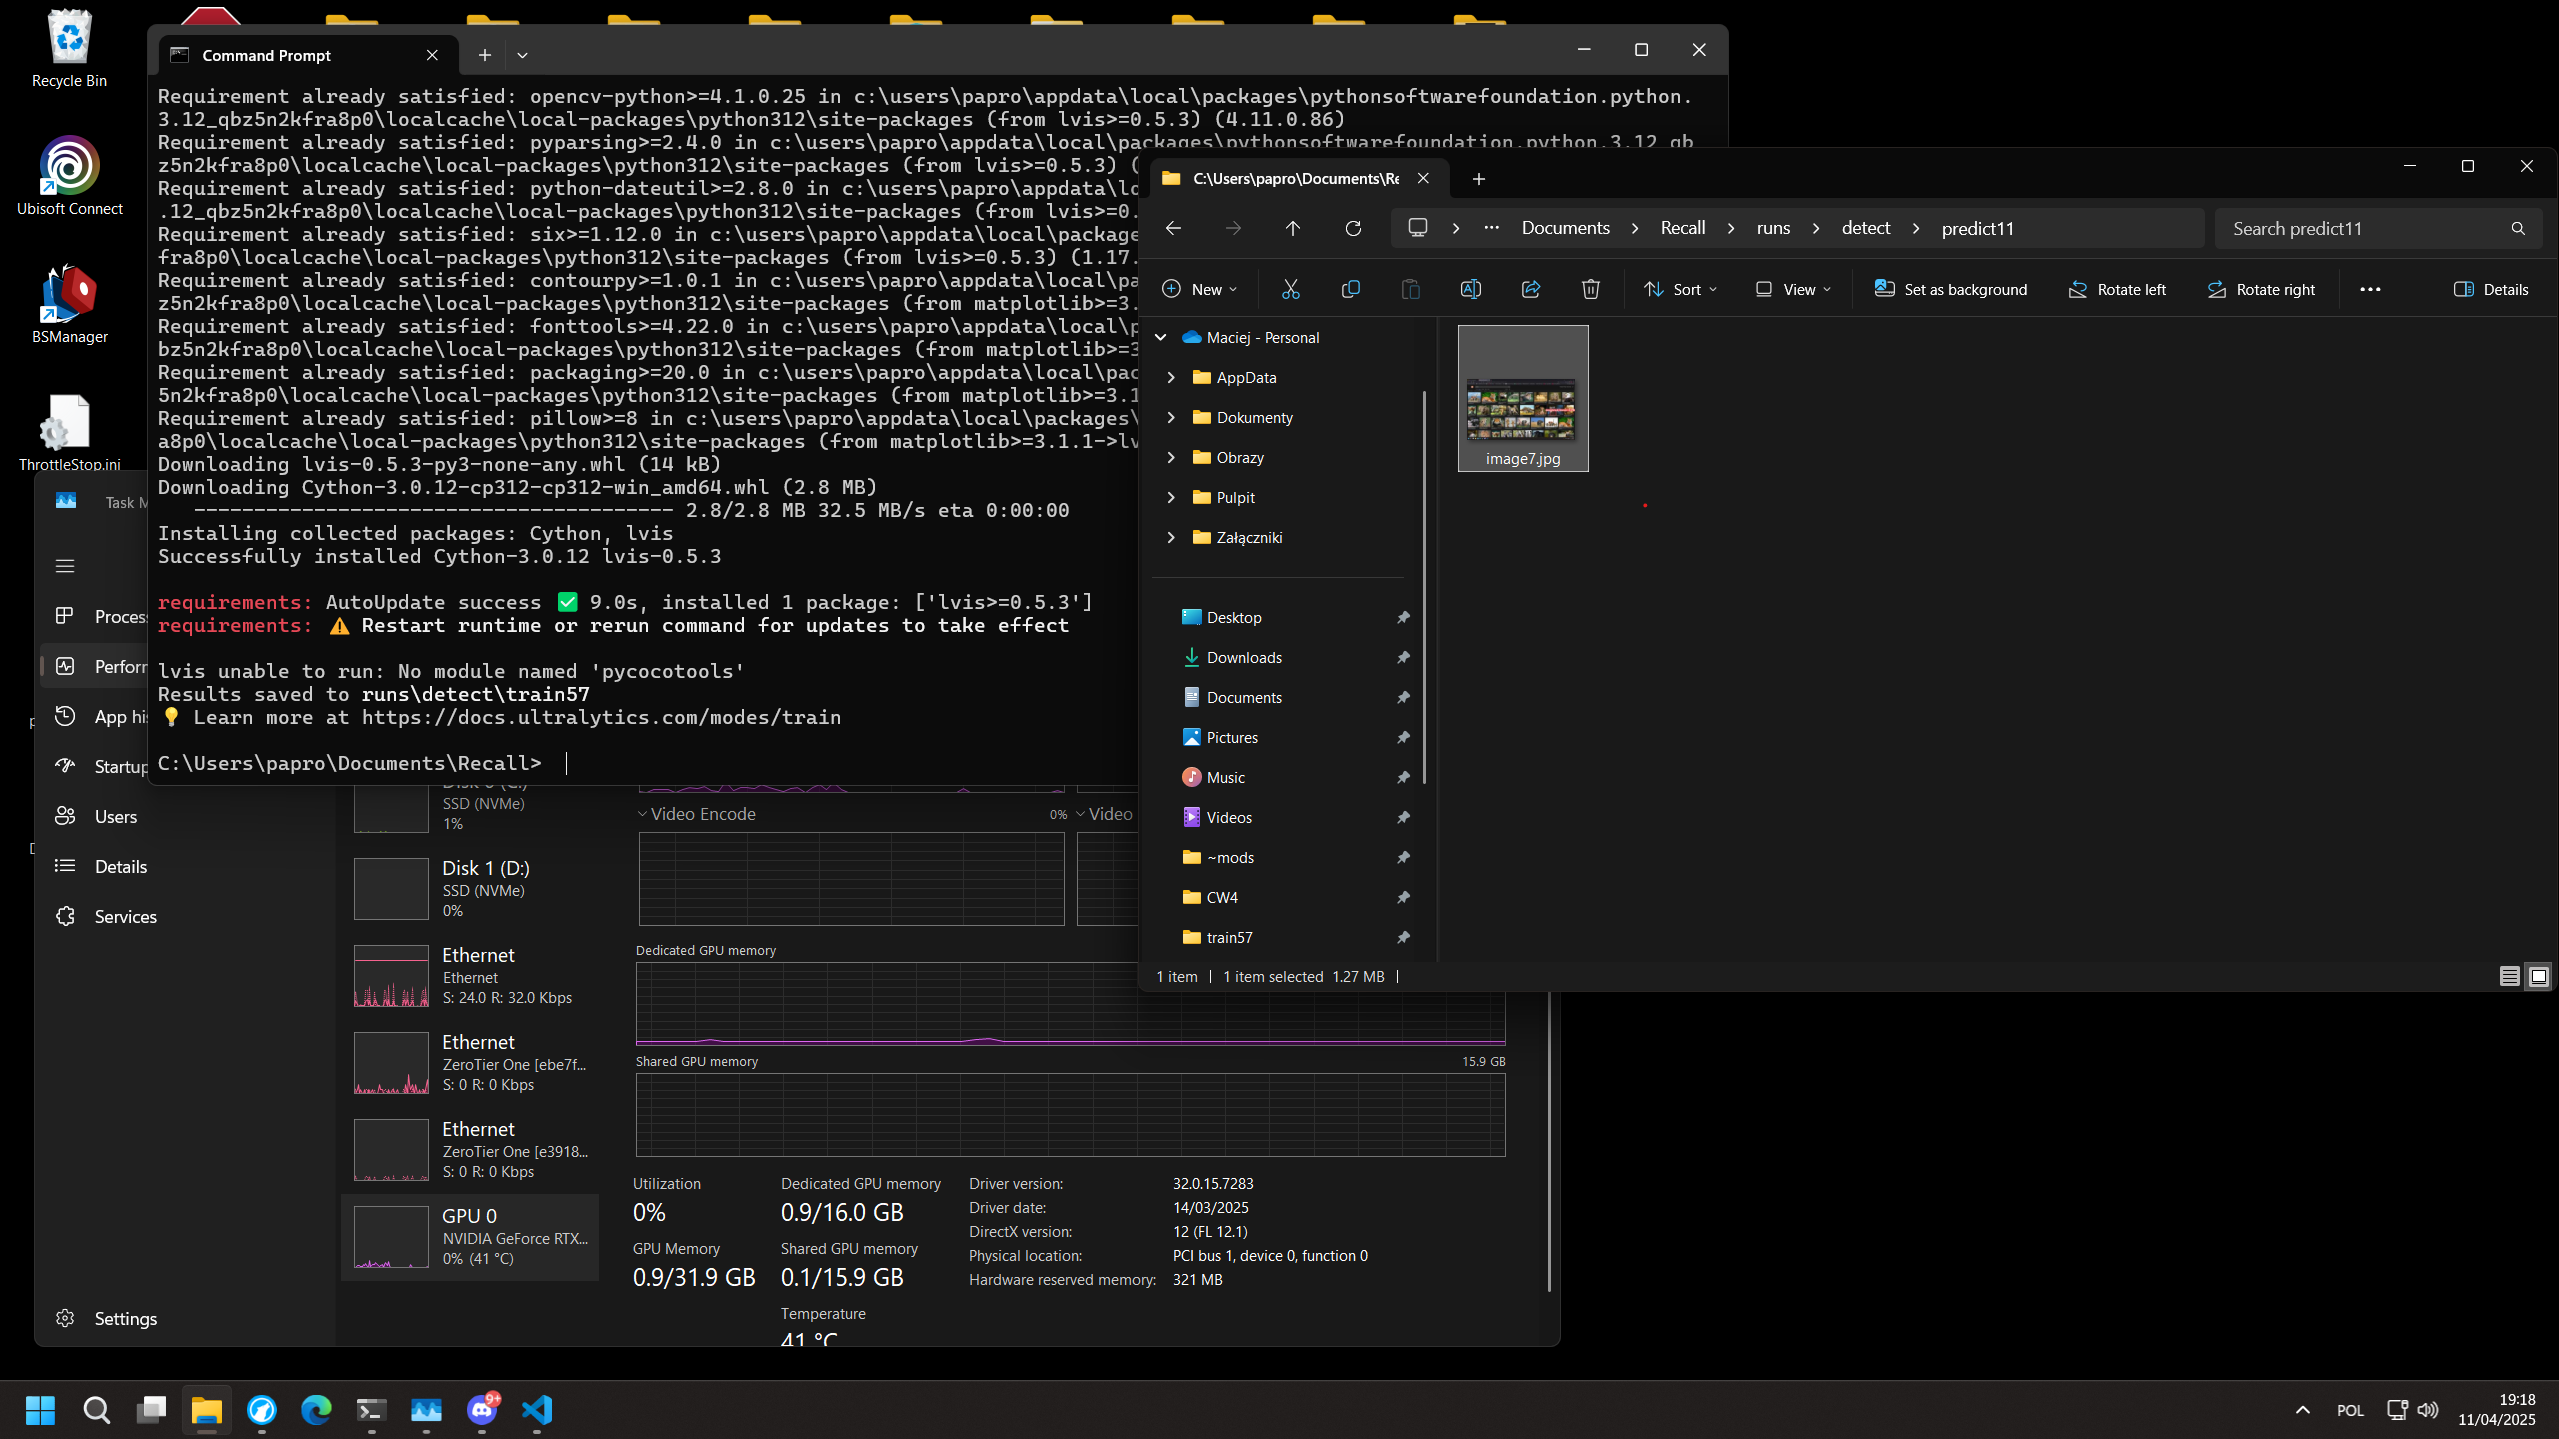 Recycle Bin
Ubisoft Connect
BSManager
ThrottleStop.ini
Command Prompt
Requirement already satisfied: opencv-python>=4.1.0.25 in c:\users\papro\appdata\local\packages\pythonsoftwarefoundation.python.
3.12_qbz5n2kfra8p0\localcache\local-packages\python312\site-packages (from lvis>=0.5.3) (4.11.0.86)
Requirement already satisfied: pyparsing>=2.4.0 in c:\users\papro\appdata\local\packages\pythonsoftwarefoundation.python.3.12_qb
z5n2kfra8p0\localcache\local-packages\python312\site-packages (from lvis>=0.5.3) (
Requirement already satisfied: python-dateutil>=2.8.0 in c:\users\papro\appdata\lo
.12_qbz5n2kfra8p0\localcache\local-packages\python312\site-packages (from lvis>=0.
Requirement already satisfied: six>=1.12.0 in c:\users\papro\appdata\local\package
fra8p0\localcache\local-packages\python312\site-packages (from lvis>=0.5.3) (1.17.
Requirement already satisfied: contourpy>=1.0.1 in c:\users\papro\appdata\local\pa
z5n2kfra8p0\localcache\local-packages\python312\site-packages (from matplotlib>=3.
Requirement already satisfied: fonttools>=4.22.0 in c:\users\papro\appdata\local\p
bz5n2kfra8p0\localcache\local-packages\python312\site-packages (from matplotlib>=3
Requirement already satisfied: packaging>=20.0 in c:\users\papro\appdata\local\pac
5n2kfra8p0\localcache\local-packages\python312\site-packages (from matplotlib>=3.1
Requirement already satisfied: pillow>=8 in c:\users\papro\appdata\local\packages\
a8p0\localcache\local-packages\python312\site-packages (from matplotlib>=3.1.1->lv
Downloading lvis-0.5.3-py3-none-any.whl (14 kB)
Downloading Cython-3.0.12-cp312-cp312-win_amd64.whl (2.8 MB)
---------------------------------------- 2.8/2.8 MB 32.5 MB/s eta 0:00:00
Installing collected packages: Cython, lvis
Successfully installed Cython-3.0.12 lvis-0.5.3
requirements: AutoUpdate success ✅ 9.0s, installed 1 package: ['lvis>=0.5.3']
requirements: ⚠️ Restart runtime or rerun command for updates to take effect
lvis unable to run: No module named 'pycocotools'
Results saved to runs\detect\train57
💡 Learn more at https://docs.ultralytics.com/modes/train
C:\Users\papro\Documents\Recall>
C:\Users\papro\Documents\Re
Documents > Recall > runs > detect > predict11
Search predict11
New
Sort
View
Set as background
Rotate left
Rotate right
Details
Maciej - Personal
AppData
Dokumenty
Obrazy
Pulpit
Załączniki
Desktop
Downloads
Documents
Pictures
Music
Videos
~mods
CW4
train57
image7.jpg
1 item
1 item selected 1.27 MB
Task M
Process
Perform
App his
Startup
Users
Details
Services
Settings
SSD (NVMe)
1%
Disk 1 (D:)
SSD (NVMe)
0%
Ethernet
Ethernet
S: 24.0 R: 32.0 Kbps
Ethernet
ZeroTier One [ebe7f...
S: 0 R: 0 Kbps
Ethernet
ZeroTier One [e3918...
S: 0 R: 0 Kbps
GPU 0
NVIDIA GeForce RTX...
0% (41 °C)
Video Encode
0%
Video
Dedicated GPU memory
Shared GPU memory
15.9 GB
Utilization
0%
Dedicated GPU memory
0.9/16.0 GB
GPU Memory
0.9/31.9 GB
Shared GPU memory
0.1/15.9 GB
Temperature
41 °C
Driver version: 32.0.15.7283
Driver date: 14/03/2025
DirectX version: 12 (FL 12.1)
Physical location: PCI bus 1, device 0, function 0
Hardware reserved memory: 321 MB
9+
POL
19:18
11/04/2025